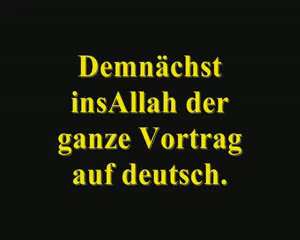 Demnächst
insAllah der
ganze Vortrag
auf deutsch.